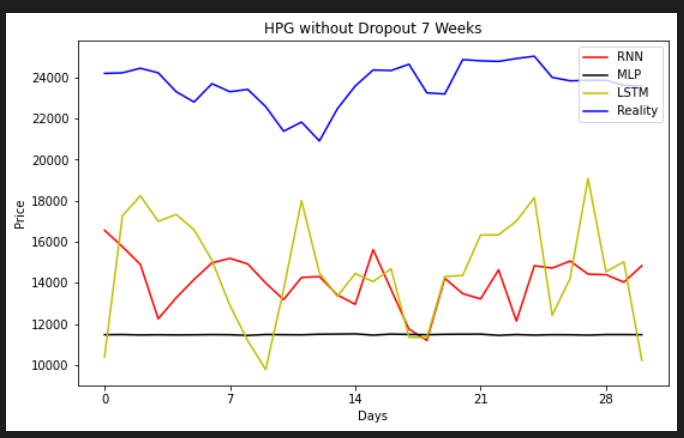 HPG without Dropout 7 Weeks
RNN
MLP
LSTM
Reality
24000
22000
20000
18000
16000
14000
12000
10000
Price
0 7 14 21 28
Days